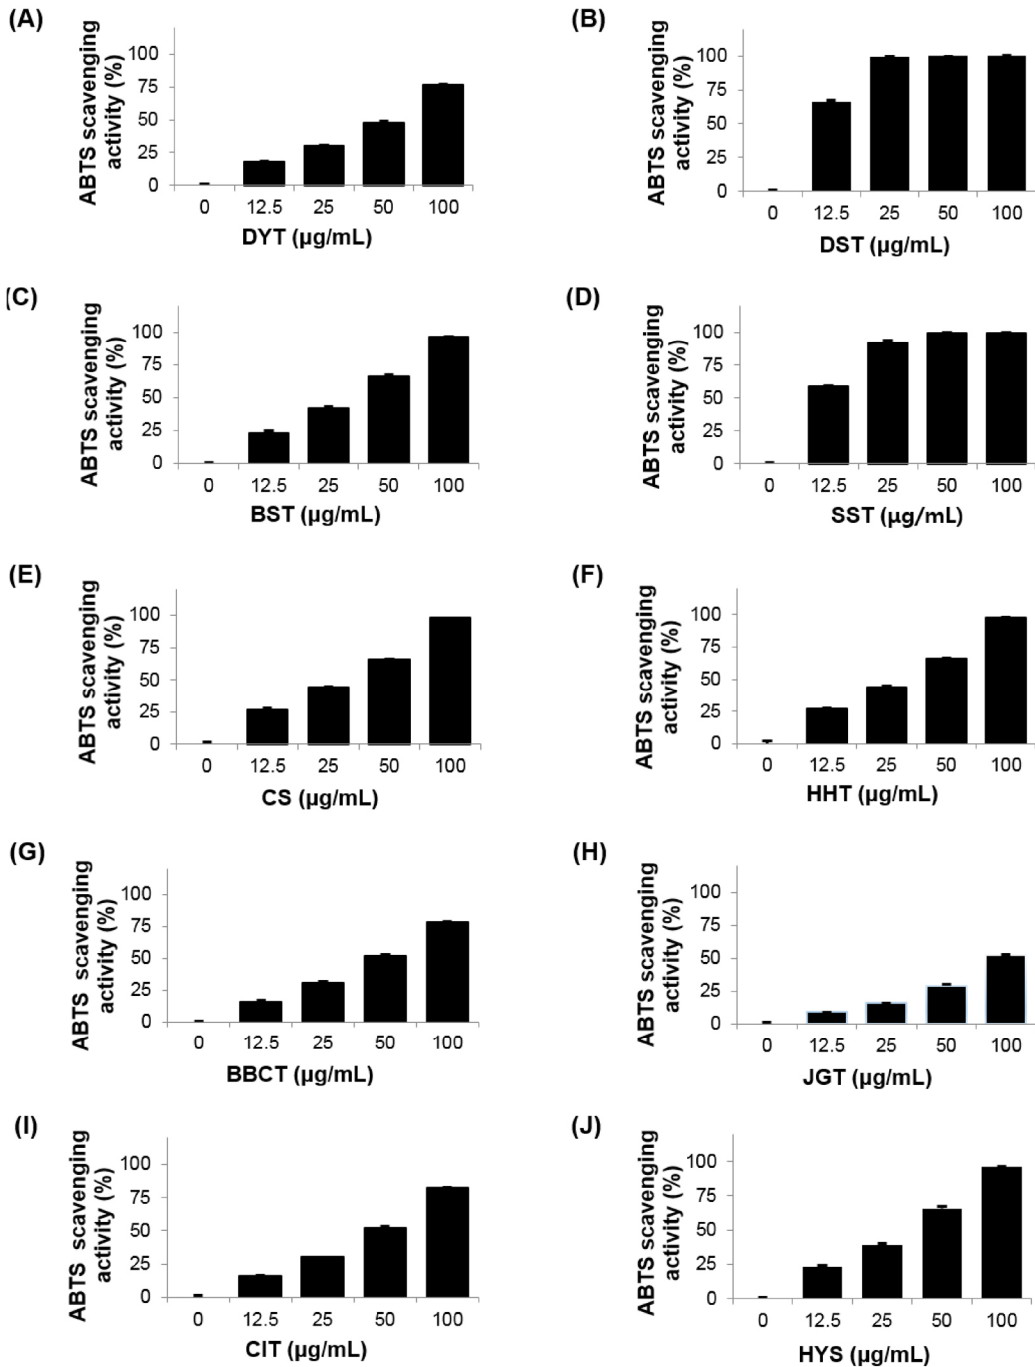 (A)
ABTS scavenging
activity (%)
100
75
50
25
0
0 12.5 25 50 100
DYT (µg/mL)
(B)
ABTS scavenging
activity (%)
100
75
50
25
0
0 12.5 25 50 100
DST (µg/mL)
(C)
ABTS scavenging
activity (%)
100
75
50
25
0
0 12.5 25 50 100
BST (µg/mL)
(D)
ABTS scavenging
activity (%)
100
75
50
25
0
0 12.5 25 50 100
SST (µg/mL)
(E)
ABTS scavenging
activity (%)
100
75
50
25
0
0 12.5 25 50 100
CS (µg/mL)
(F)
ABTS scavenging
activity (%)
100
75
50
25
0
0 12.5 25 50 100
HHT (µg/mL)
(G)
ABTS scavenging
activity (%)
100
75
50
25
0
0 12.5 25 50 100
BBCT (µg/mL)
(H)
ABTS scavenging
activity (%)
100
75
50
25
0
0 12.5 25 50 100
JGT (µg/mL)
(I)
ABTS scavenging
activity (%)
100
75
50
25
0
0 12.5 25 50 100
CIT (µg/mL)
(J)
ABTS scavenging
activity (%)
100
75
50
25
0
0 12.5 25 50 100
HYS (µg/mL)